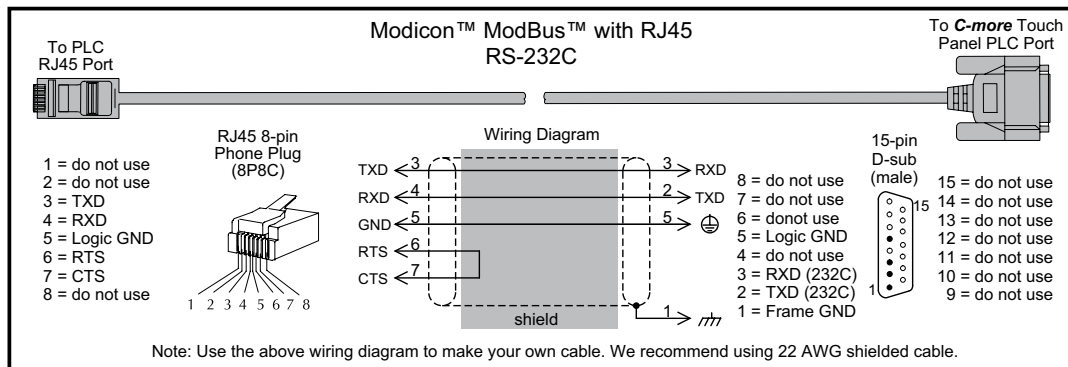 Modicon™ ModBus™ with RJ45
RS-232C
To PLC
RJ45 Port
To C-more Touch
Panel PLC Port
RJ45 8-pin
Phone Plug
(8P8C)
1 = do not use
2 = do not use
3 = TXD
4 = RXD
5 = Logic GND
6 = RTS
7 = CTS
8 = do not use
1 2 3 4 5 6 7 8
Wiring Diagram
TXD 3 3 RXD
RXD 4 2 TXD
GND 5 5
RTS 6
CTS 7
1
shield
8 = do not use
7 = do not use
6 = donot use
5 = Logic GND
4 = do not use
3 = RXD (232C)
2 = TXD (232C)
1 = Frame GND
15-pin
D-sub
(male)
15
1
15 = do not use
14 = do not use
13 = do not use
12 = do not use
11 = do not use
10 = do not use
9 = do not use
Note: Use the above wiring diagram to make your own cable. We recommend using 22 AWG shielded cable.